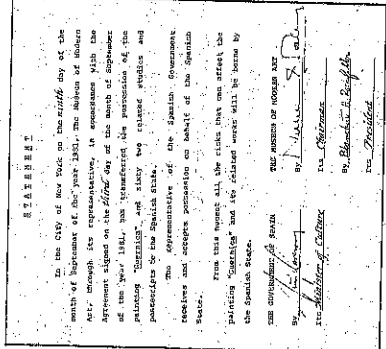 STATEMENT
In the City of New York on the ninth day of the
month of September of the year 1981, The Museum of Modern
Art, through its representative, in accordance with the
Agreement signed on the third day of the month of September
of the year 1981, has transferred the possession of the
painting "Guernica" and sixty two related studies and
postscripts to the Spanish State.
The representative of the Spanish Government
receives and accepts possession on behalf of the Spanish
State.
From this moment all the risks that can affect the
painting "Guernica" and its related works will be borne by
the Spanish State.
THE GOVERNMENT OF SPAIN THE MUSEUM OF MODERN ART
By By
Its Minister of Culture Its Chairman
By
Its President